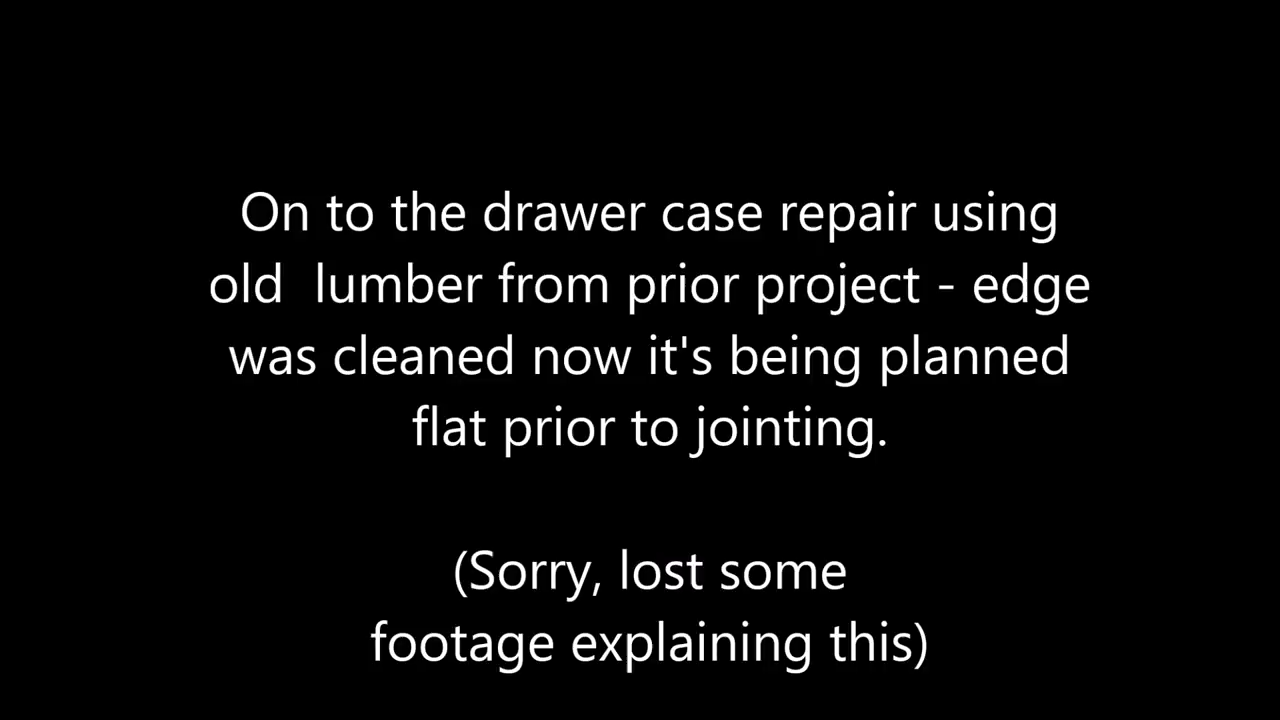 On to the drawer case repair using
old  lumber from prior project - edge
was cleaned now it's being planned
flat prior to jointing.
(Sorry, lost some
footage explaining this)